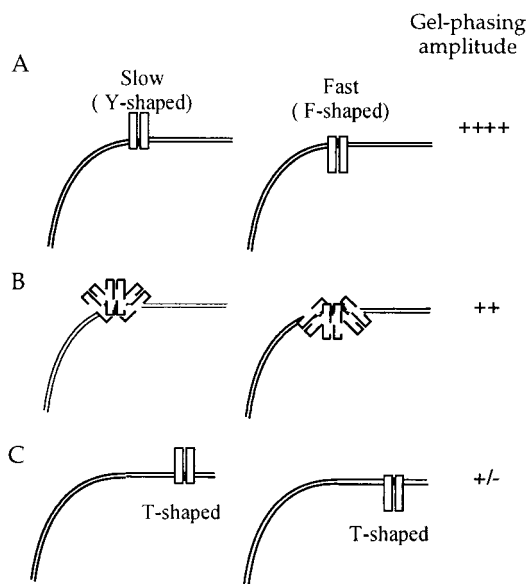 Gel-phasing
amplitude
A
Slow
( Y-shaped)
Fast
( F-shaped)
++++
B
++
C
T-shaped
T-shaped
+/-